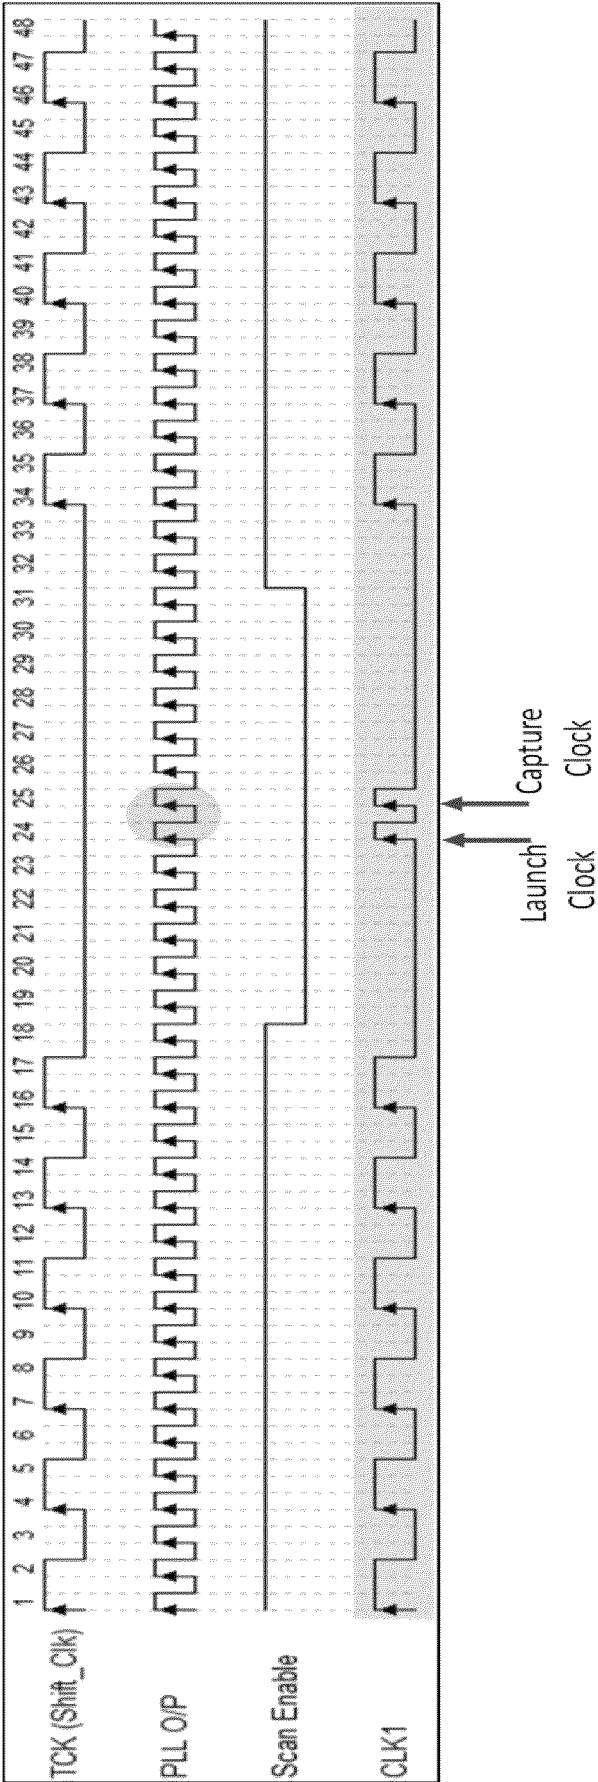 1 2 3 4 5 6 7 8 9 10 11 12 13 14 15 16 17 18 19 20 21 22 23 24 25 26 27 28 29 30 31 32 33 34 35 36 37 38 39 40 41 42 43 44 45 46 47 48
TCK (Shift_Clk)
PLL O/P
Scan Enable
CLK1
Launch
Clock
Capture
Clock